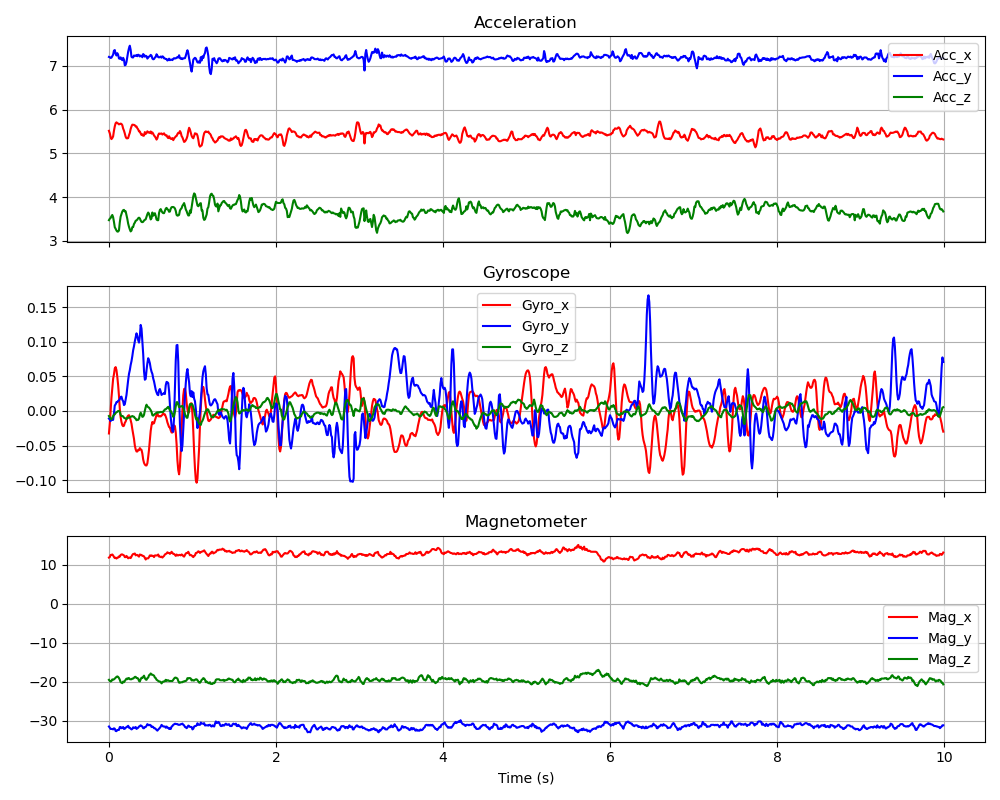 Acceleration
7
6
5
4
3
Acc_x
Acc_y
Acc_z
Gyroscope
0.15
0.10
0.05
0.00
−0.05
−0.10
Gyro_x
Gyro_y
Gyro_z
Magnetometer
10
0
−10
−20
−30
Mag_x
Mag_y
Mag_z
0 2 4 6 8 10
Time (s)